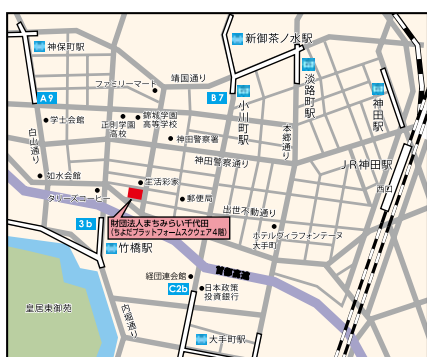 神保町駅
新御茶ノ水駅
靖国通り
ファミリーマート
A9
B7
淡路町駅
小川町駅
神田駅
学士会館
正則学園
高校
錦城学園
高等学校
神田警察署
本郷通り
白山通り
神田警察通り
JR神田駅
如水会館
生活彩家
西口
タリーズコーヒー
郵便局
出世不動通り
財団法人まちみらい千代田
(ちよだプラットフォームスクウェア4階)
ホテルヴィラフォンテーヌ
大手町
3b
竹橋駅
首都高速
経団連会館
C2b
日本政策
投資銀行
皇居東御苑
内堀通り
大手町駅